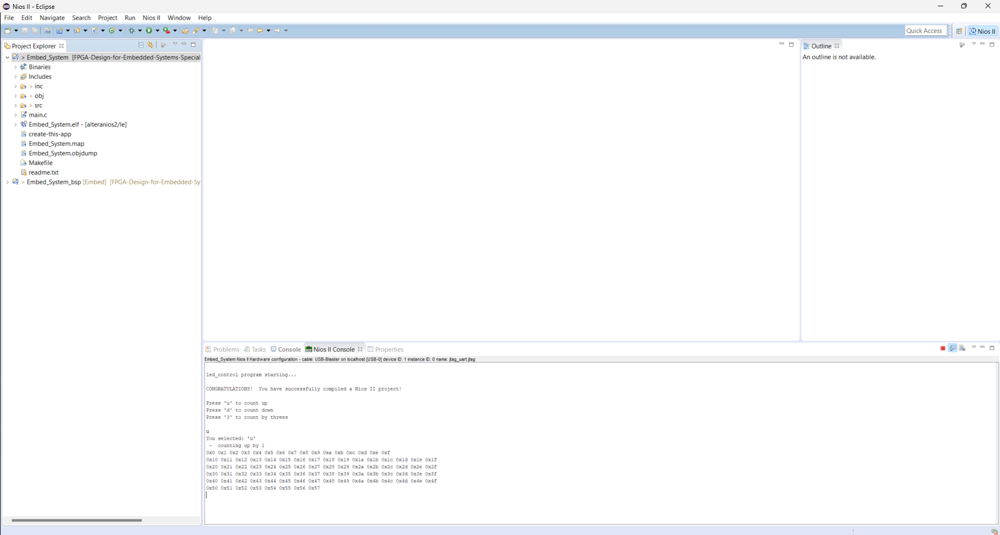 Nios II - Eclipse
File Edit Navigate Search Project Run Nios II Window Help
Quick Access
Nios II
Project Explorer
> Embed_System [FPGA-Design-for-Embedded-Systems-Special
Binaries
Includes
> inc
> obj
> src
main.c
Embed_System.elf - [alteranios2/le]
create-this-app
Embed_System.map
Embed_System.objdump
Makefile
readme.txt
> Embed_System_bsp [Embed] [FPGA-Design-for-Embedded-Sy
Outline
An outline is not available.
Problems Tasks Console Nios II Console Properties
Embed_System Nios II Hardware configuration - cable: USB-Blaster on localhost [USB-0] device ID: 1 instance ID: 0 name: jtag_uart.jtag
led_control program starting...
CONGRATULATIONS!  You have successfully compiled a Nios II project!
Press 'u' to count up
Press 'd' to count down
Press '3' to count by threes
u
You selected: 'u'
 -  counting up by 1
0x0 0x1 0x2 0x3 0x4 0x5 0x6 0x7 0x8 0x9 0xa 0xb 0xc 0xd 0xe 0xf
0x10 0x11 0x12 0x13 0x14 0x15 0x16 0x17 0x18 0x19 0x1a 0x1b 0x1c 0x1d 0x1e 0x1f
0x20 0x21 0x22 0x23 0x24 0x25 0x26 0x27 0x28 0x29 0x2a 0x2b 0x2c 0x2d 0x2e 0x2f
0x30 0x31 0x32 0x33 0x34 0x35 0x36 0x37 0x38 0x39 0x3a 0x3b 0x3c 0x3d 0x3e 0x3f
0x40 0x41 0x42 0x43 0x44 0x45 0x46 0x47 0x48 0x49 0x4a 0x4b 0x4c 0x4d 0x4e 0x4f
0x50 0x51 0x52 0x53 0x54 0x55 0x56 0x57